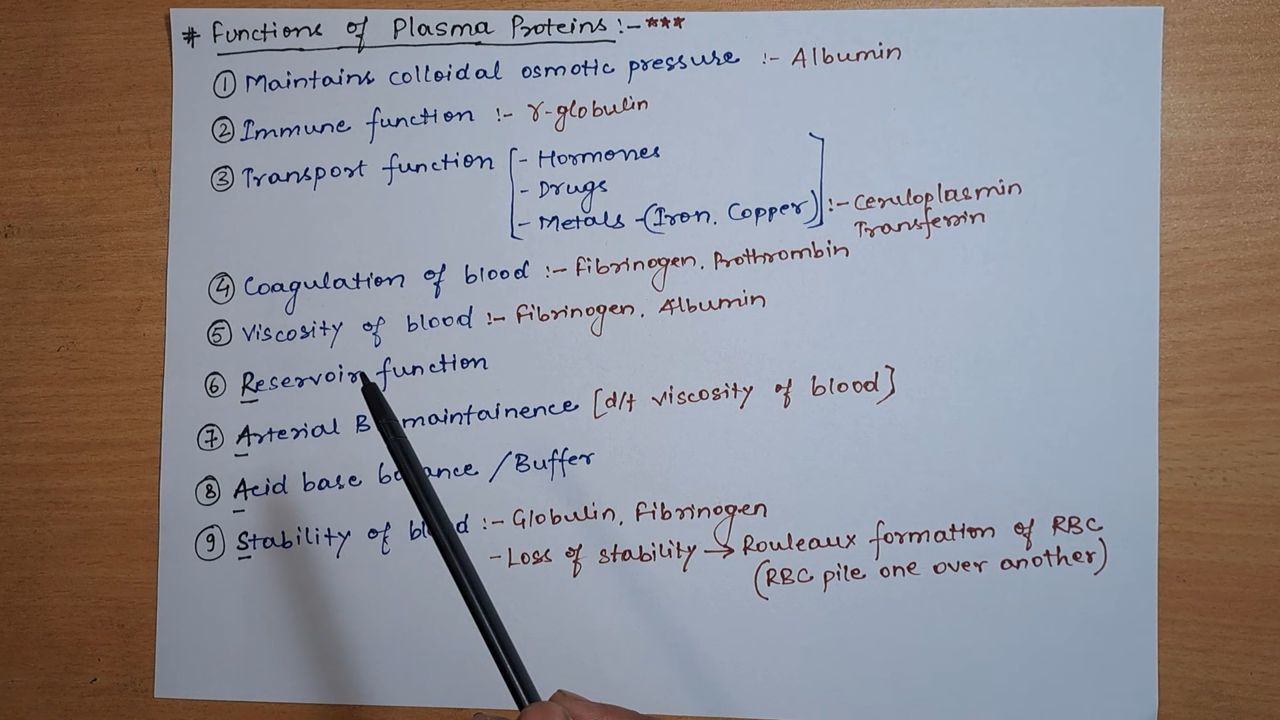 # Functions of Plasma Proteins :- ***
① Maintains colloidal osmotic pressure :- Albumin
② Immune function :- γ-globulin
③ Transport function [- Hormones
- Drugs
- Metals -(Iron, Copper)] :- Ceruloplasmin
Transferrin
④ Coagulation of blood :- Fibrinogen, Prothrombin
⑤ Viscosity of blood :- Fibrinogen, Albumin
⑥ Reservoir function
⑦ Arterial B maintainence [d/t viscosity of blood]
⑧ Acid base balance / Buffer
⑨ Stability of blood :- Globulin, Fibrinogen
- Loss of stability → Rouleaux formation of RBC
(RBC pile one over another)